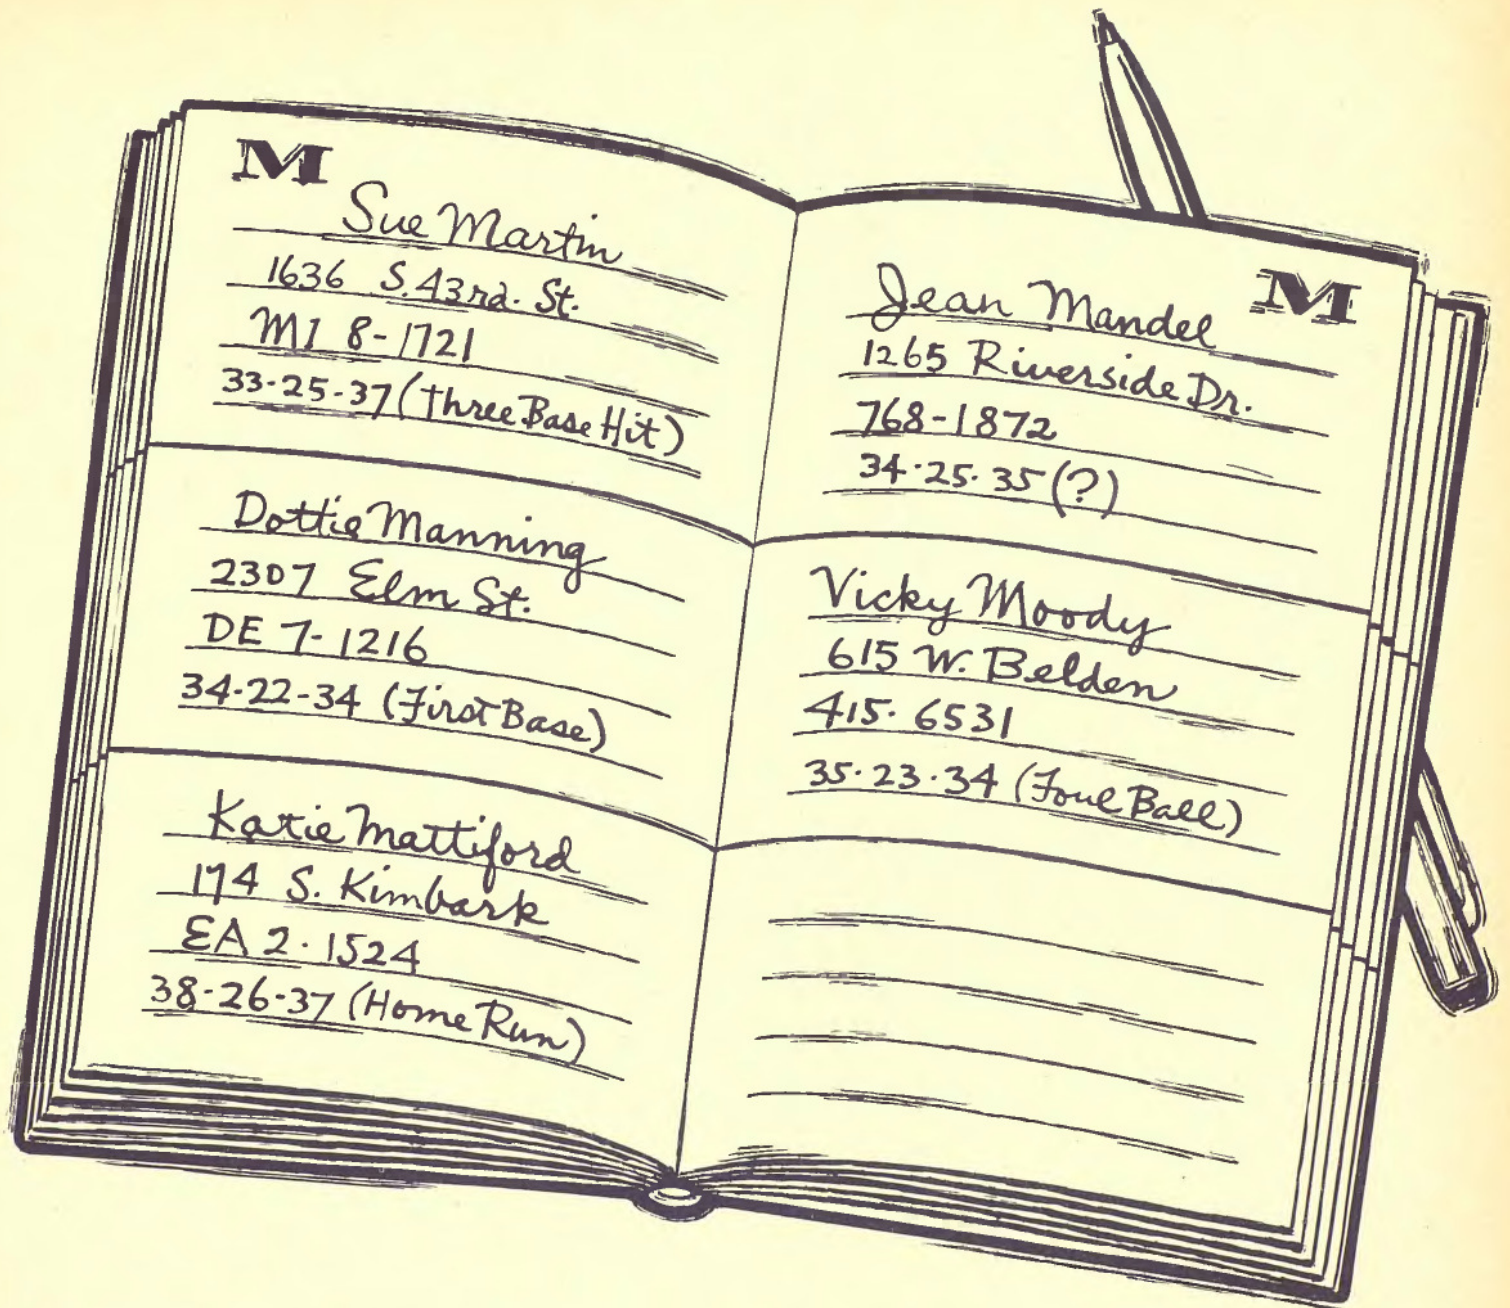 M
Sue Martin
1636 S. 43rd. St.
MI 8-1721
33-25-37 (Three Base Hit)
Dottie Manning
2307 Elm St.
DE 7-1216
34-22-34 (First Base)
Katie Mattiford
174 S. Kimbark
EA 2-1524
38-26-37 (Home Run)
M
Jean Mandel
1265 Riverside Dr.
768-1872
34-25-35 (?)
Vicky Moody
615 W. Belden
415-6531
35-23-34 (Foul Ball)